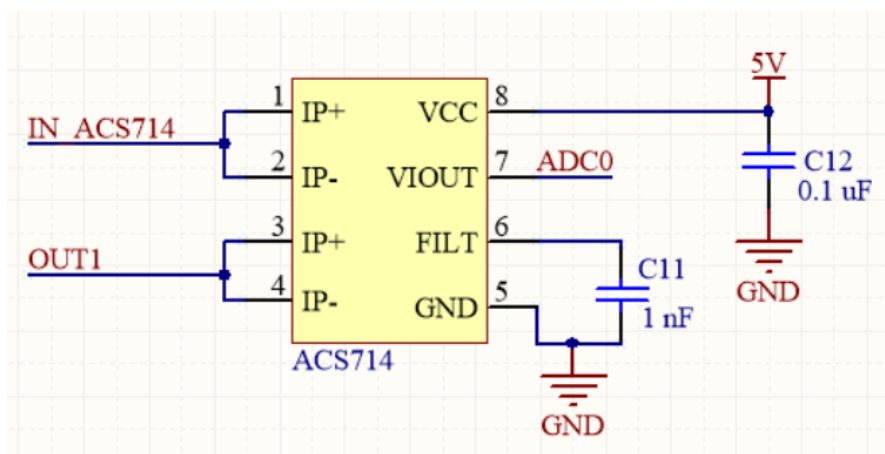 5V
1
IP+
VCC
8
IN_ACS714
2
IP-
VIOUT
7
ADC0
C12
0.1 uF
3
IP+
FILT
6
OUT1
C11
GND
4
IP-
GND
5
1 nF
ACS714
GND